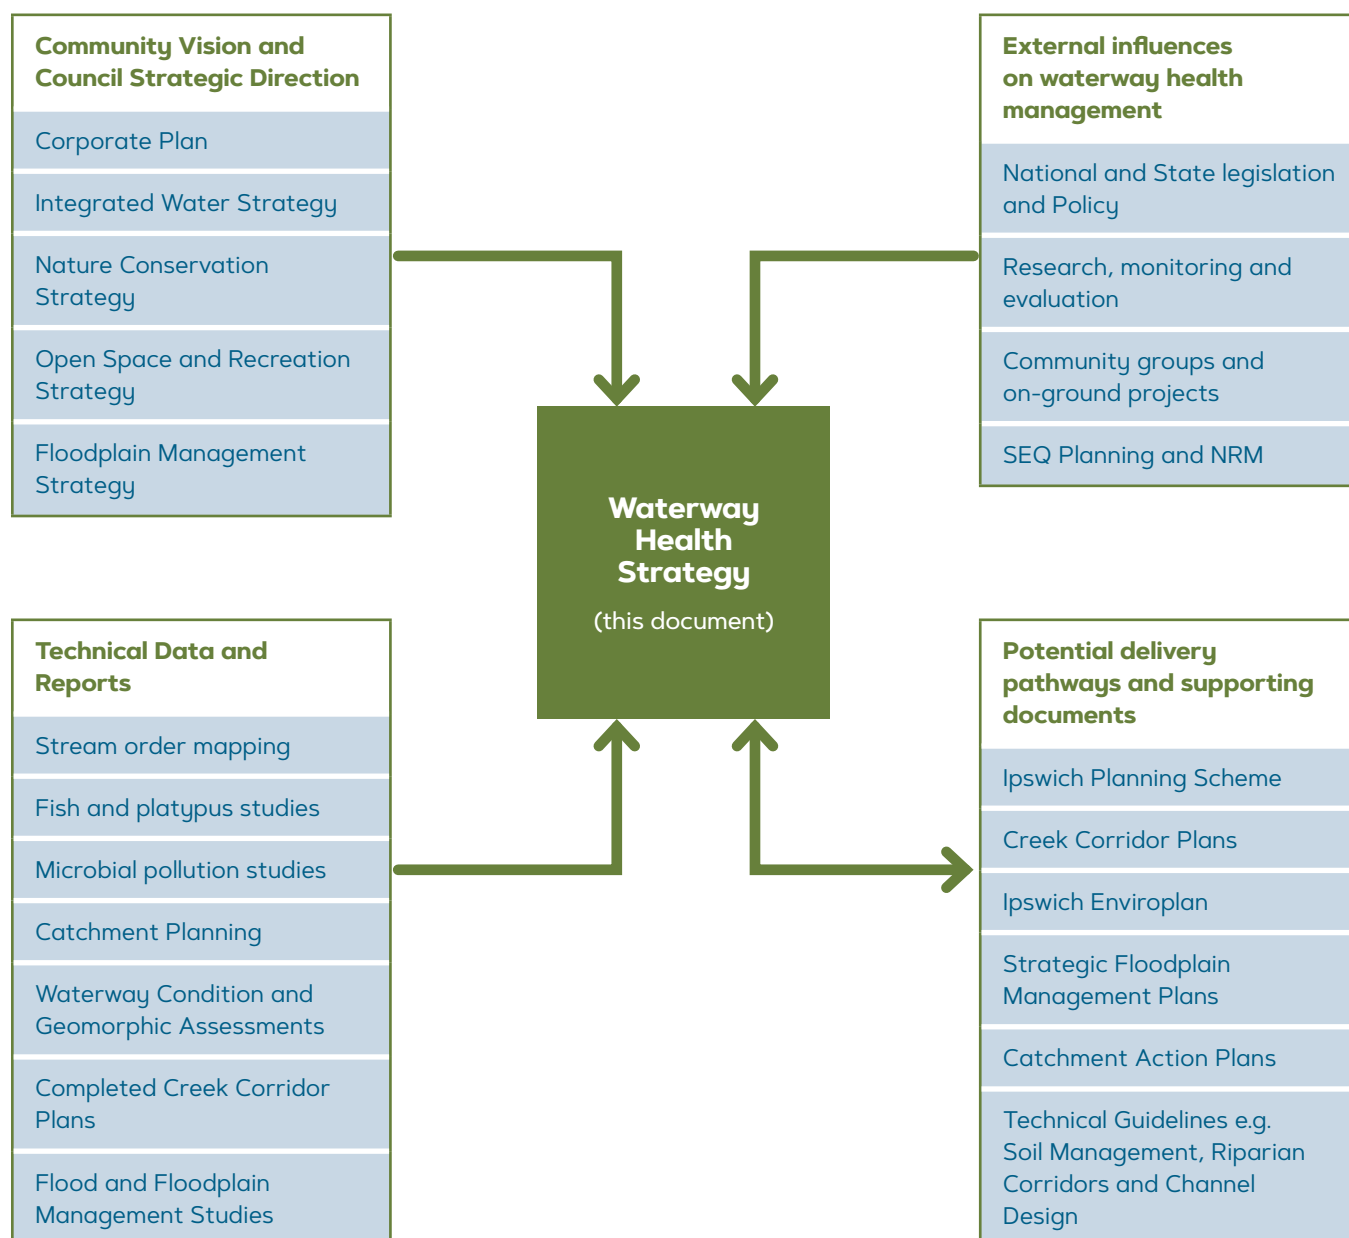 Community Vision and
Council Strategic Direction
Corporate Plan
Integrated Water Strategy
Nature Conservation
Strategy
Open Space and Recreation
Strategy
Floodplain Management
Strategy
External influences
on waterway health
management
National and State legislation
and Policy
Research, monitoring and
evaluation
Community groups and
on-ground projects
SEQ Planning and NRM
Waterway
Health
Strategy
(this document)
Technical Data and
Reports
Stream order mapping
Fish and platypus studies
Microbial pollution studies
Catchment Planning
Waterway Condition and
Geomorphic Assessments
Completed Creek Corridor
Plans
Flood and Floodplain
Management Studies
Potential delivery
pathways and supporting
documents
Ipswich Planning Scheme
Creek Corridor Plans
Ipswich Enviroplan
Strategic Floodplain
Management Plans
Catchment Action Plans
Technical Guidelines e.g.
Soil Management, Riparian
Corridors and Channel
Design